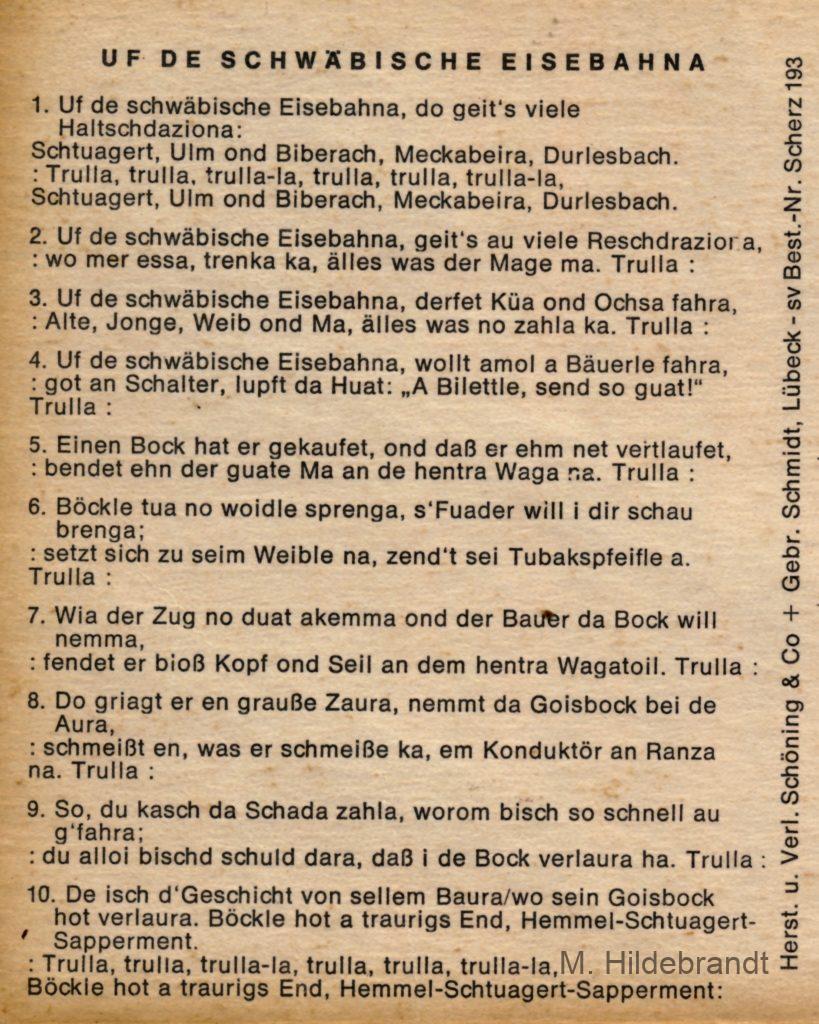 UF DE SCHWÄBISCHE EISEBAHNA
1. Uf de schwäbische Eisebahna, do geit's viele
Haltschdaziona:
Schtuagert, Ulm ond Biberach, Meckabeira, Durlesbach.
: Trulla, trulla, trulla-la, trulla, trulla, trulla-la,
Schtuagert, Ulm ond Biberach, Meckabeira, Durlesbach.
2. Uf de schwäbische Eisebahna, geit's au viele Reschdraziona,
: wo mer essa, trenka ka, älles was der Mage ma. Trulla :
3. Uf de schwäbische Eisebahna, derfet Küa ond Ochsa fahra,
: Alte, Jonge, Weib ond Ma, älles was no zahla ka. Trulla :
4. Uf de schwäbische Eisebahna, wollt amol a Bäuerle fahra,
: got an Schalter, lupft da Huat: „A Bilettle, send so guat!“
Trulla :
5. Einen Bock hat er gekaufet, ond daß er ehm net vertlaufet,
: bendet ehn der guate Ma an de hentra Waga na. Trulla :
6. Böckle tua no woidle sprenga, s'Fuader will i dir schau
brenga;
: setzt sich zu seim Weible na, zend't sei Tubakspfeifle a.
Trulla :
7. Wia der Zug no duat akemma ond der Bauer da Bock will
nemma,
: fendet er bioß Kopf ond Seil an dem hentra Wagatoil. Trulla :
8. Do griagt er en grauße Zaura, nemmt da Goisbock bei de
Aura,
: schmeißt en, was er schmeiße ka, em Konduktör an Ranza
na. Trulla :
9. So, du kasch da Schada zahla, worom bisch so schnell au
g'fahra;
: du alloi bischd schuld dara, daß i de Bock verlaura ha. Trulla :
10. De isch d'Geschicht von sellem Baura/wo sein Goisbock
hot verlaura. Böckle hot a traurigs End, Hemmel-Schtuagert-
Sapperment.
: Trulla, trulla, trulla-la, trulla, trulla, trulla-la,
Böckle hot a traurigs End, Hemmel-Schtuagert-Sapperment:
M. Hildebrandt
Herst. u. Verl. Schöning & Co + Gebr. Schmidt, Lübeck - sv Best.-Nr. Scherz 193